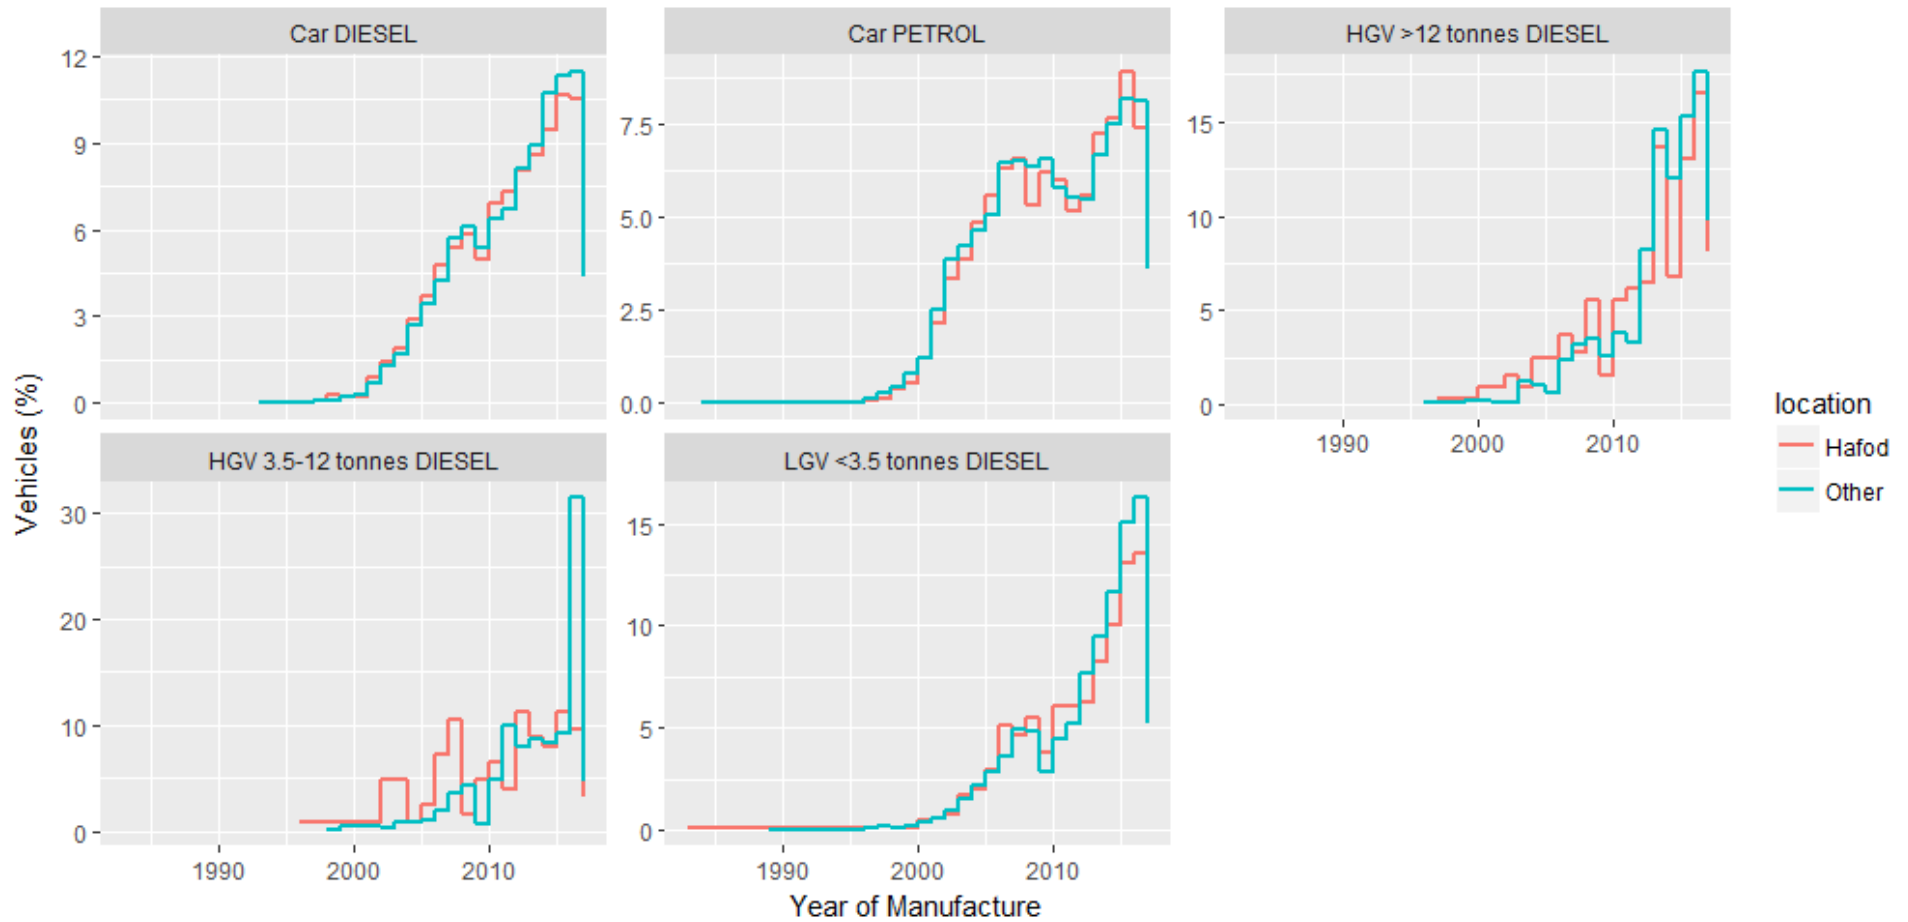 Car DIESEL
Car PETROL
HGV >12 tonnes DIESEL
12
9
6
3
0
7.5
5.0
2.5
0.0
15
10
5
0
1990 2000 2010
HGV 3.5-12 tonnes DIESEL
LGV <3.5 tonnes DIESEL
30
20
10
0
15
10
5
0
1990 2000 2010
1990 2000 2010
Vehicles (%)
Year of Manufacture
location
Hafod
Other